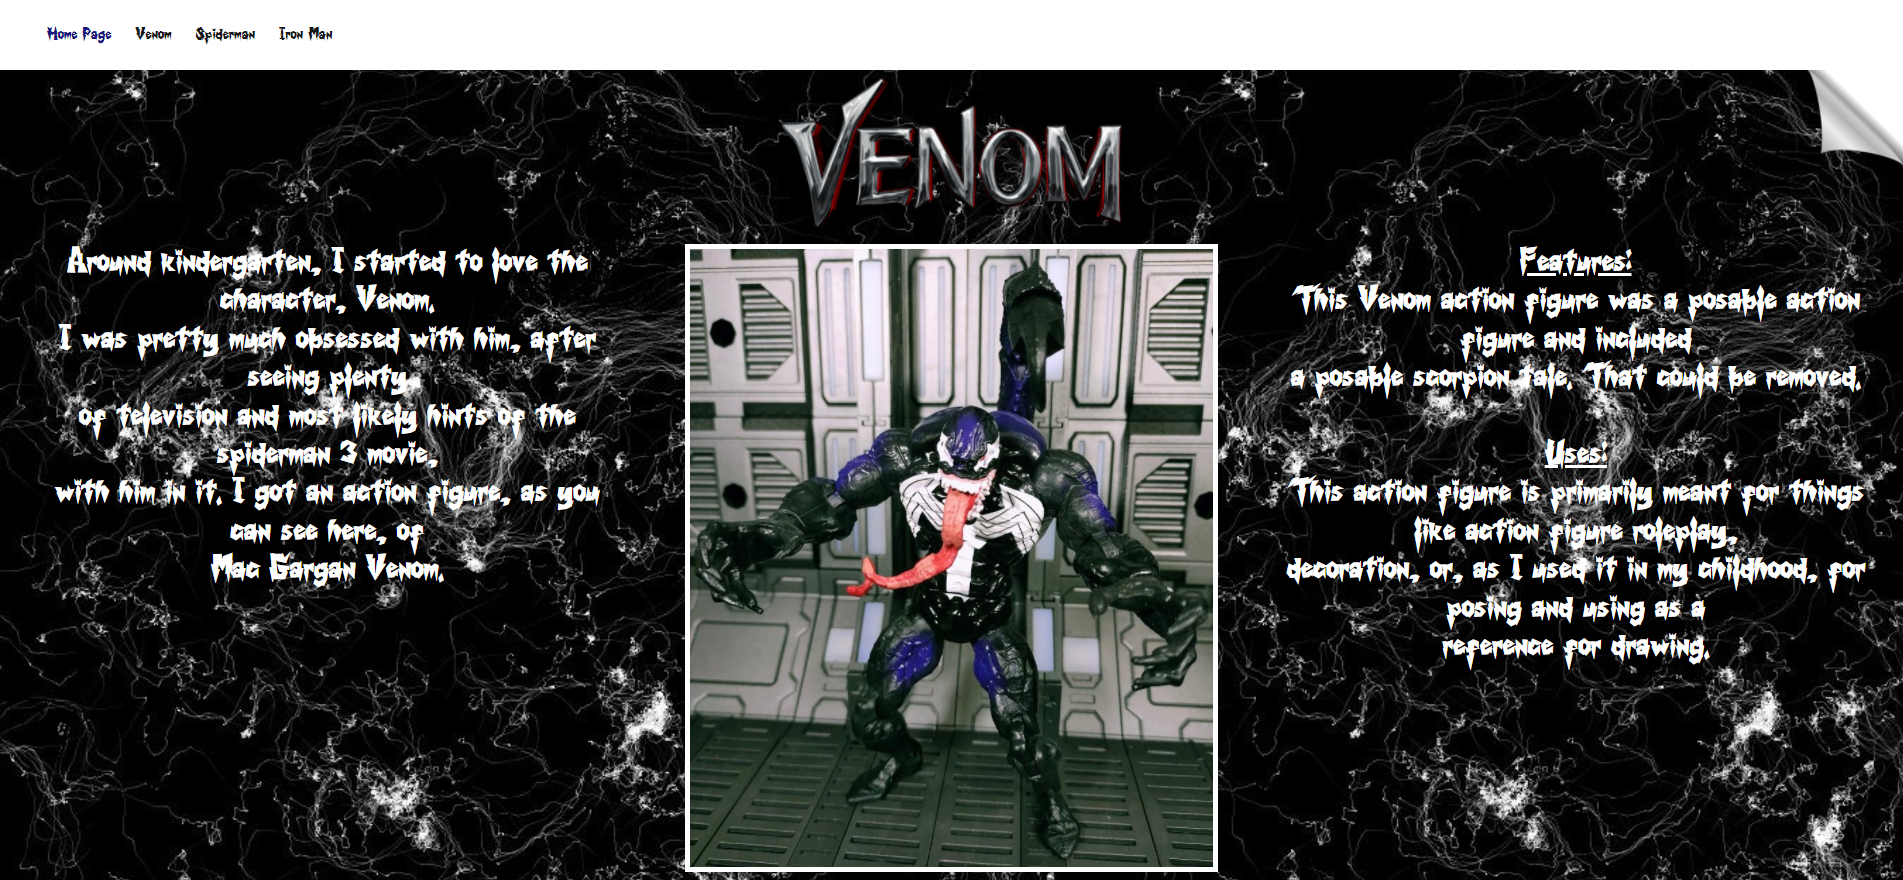 Home Page Venom Spiderman Iron Man
VENOM
Around kindergarten, I started to love the
character, Venom.
I was pretty much obsessed with him, after
seeing plenty
of television and most likely hints of the
spiderman 3 movie,
with him in it. I got an action figure, as you
can see here, of
Mac Gargan Venom.
Features:
This Venom action figure was a posable action
figure and included
a posable scorpion tale. That could be removed.
Uses:
This action figure is primarily meant for things
like action figure roleplay,
decoration, or, as I used it in my childhood, for
posing and using as a
reference for drawing.